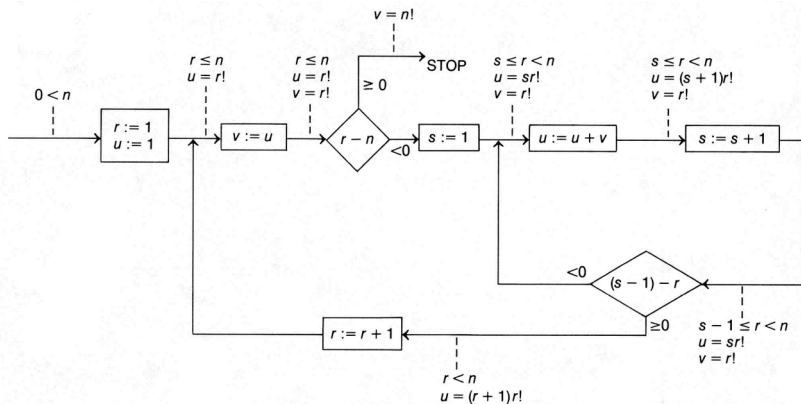 v = n!
r ≤ n
u = r!
r ≤ n
u = r!
v = r!
STOP
s ≤ r < n
u = sr!
v = r!
s ≤ r < n
u = (s + 1)r!
v = r!
0 < n
≥ 0
r := 1
u := 1
v := u
r − n
<0
s := 1
u := u + v
s := s + 1
<0
(s − 1) − r
≥0
r := r + 1
s − 1 ≤ r < n
u = sr!
v = r!
r < n
u = (r + 1)r!